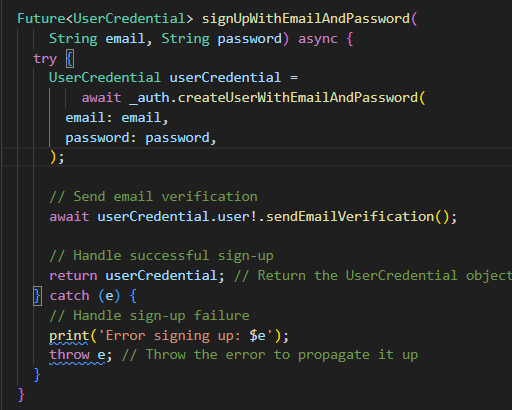 Future<UserCredential> signUpWithEmailAndPassword(
String email, String password) async {
try {
UserCredential userCredential =
await _auth.createUserWithEmailAndPassword(
email: email,
password: password,
);
// Send email verification
await userCredential.user!.sendEmailVerification();
// Handle successful sign-up
return userCredential; // Return the UserCredential object
} catch (e) {
// Handle sign-up failure
print('Error signing up: $e');
throw e; // Throw the error to propagate it up
}
}